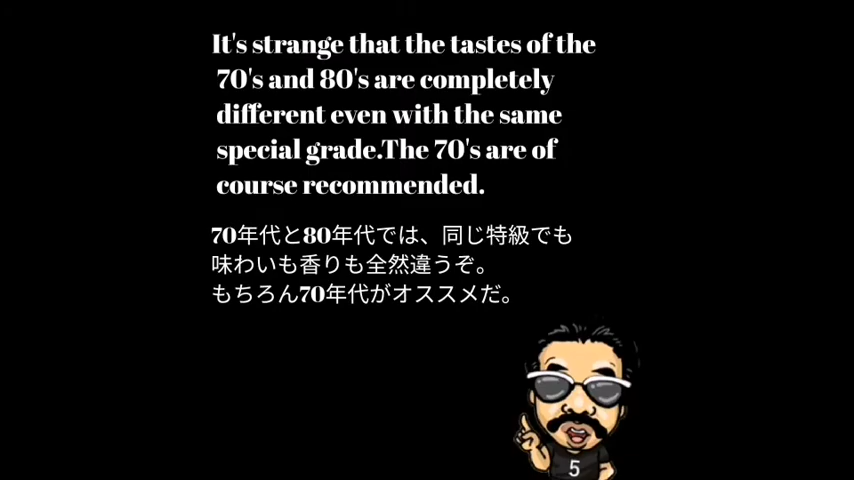 It's strange that the tastes of the
70's and 80's are completely
different even with the same
special grade.The 70's are of
course recommended.
70年代と80年代では、同じ特級でも
味わいも香りも全然違うぞ。
もちろん70年代がオススメだ。
5